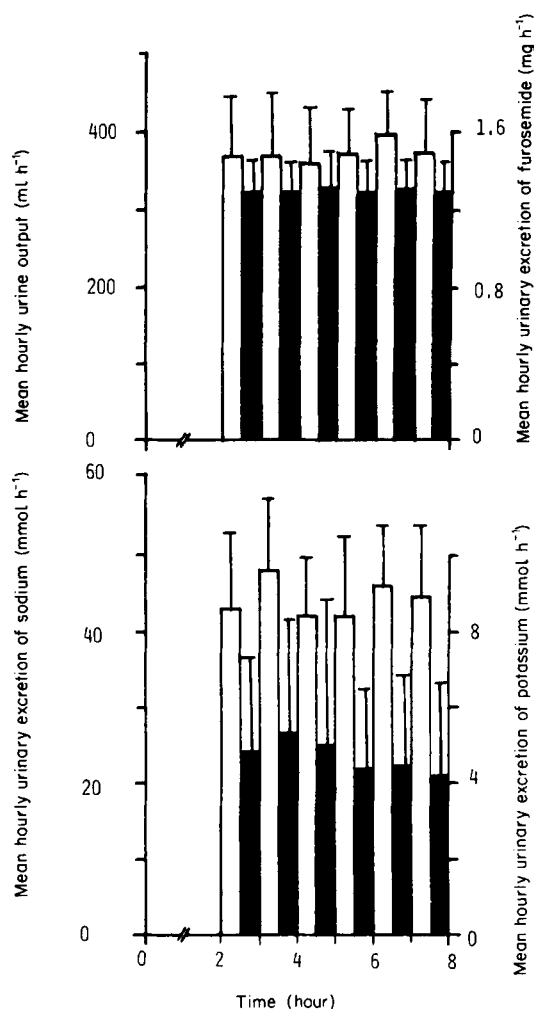 Mean hourly urine output (ml h⁻¹)
400
200
0
1.6
0.8
0
Mean hourly urinary excretion of furosemide (mg h⁻¹)
Mean hourly urinary excretion of sodium (mmol h⁻¹)
60
40
20
0
8
4
0
Mean hourly urinary excretion of potassium (mmol h⁻¹)
0 2 4 6 8
Time (hour)